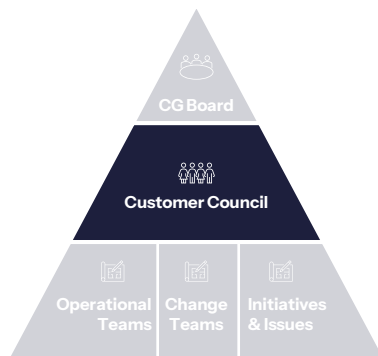 CG Board
Customer Council
Operational
Teams
Change
Teams
Initiatives
& Issues